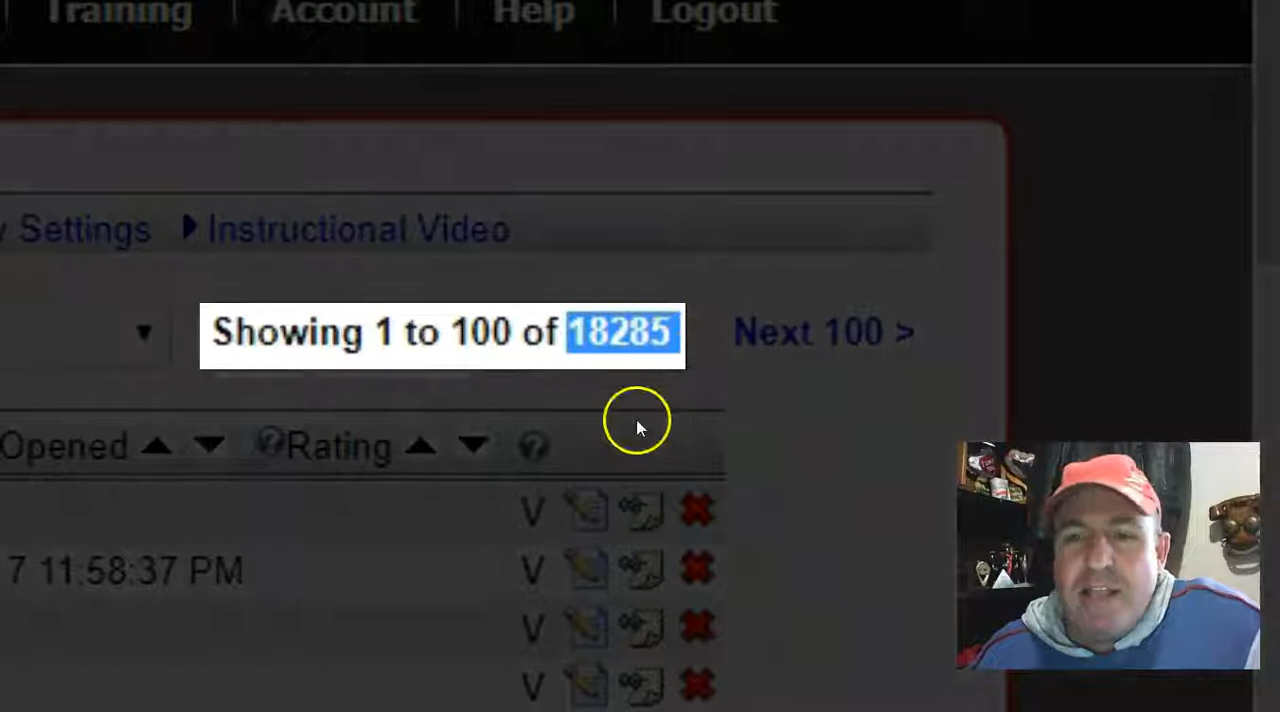 Training Account Help Logout
Settings Instructional Video
Showing 1 to 100 of 18285 Next 100 >
Opened Rating
V
7 11:58:37 PM V
V
V